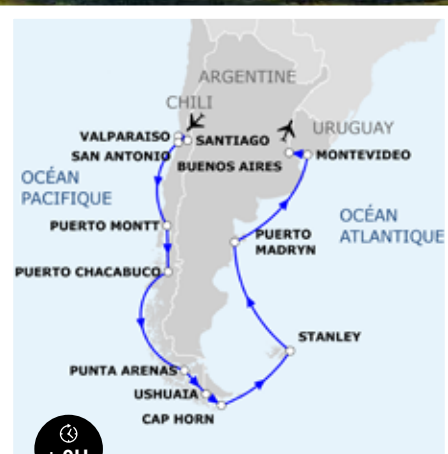 ARGENTINE
CHILI
VALPARAISO
SANTIAGO
URUGUAY
SAN ANTONIO
BUENOS AIRES
MONTEVIDEO
OCÉAN
PACIFIQUE
OCÉAN
ATLANTIQUE
PUERTO MONTT
PUERTO
MADRYN
PUERTO CHACABUCO
STANLEY
PUNTA ARENAS
USHUAIA
CAP HORN